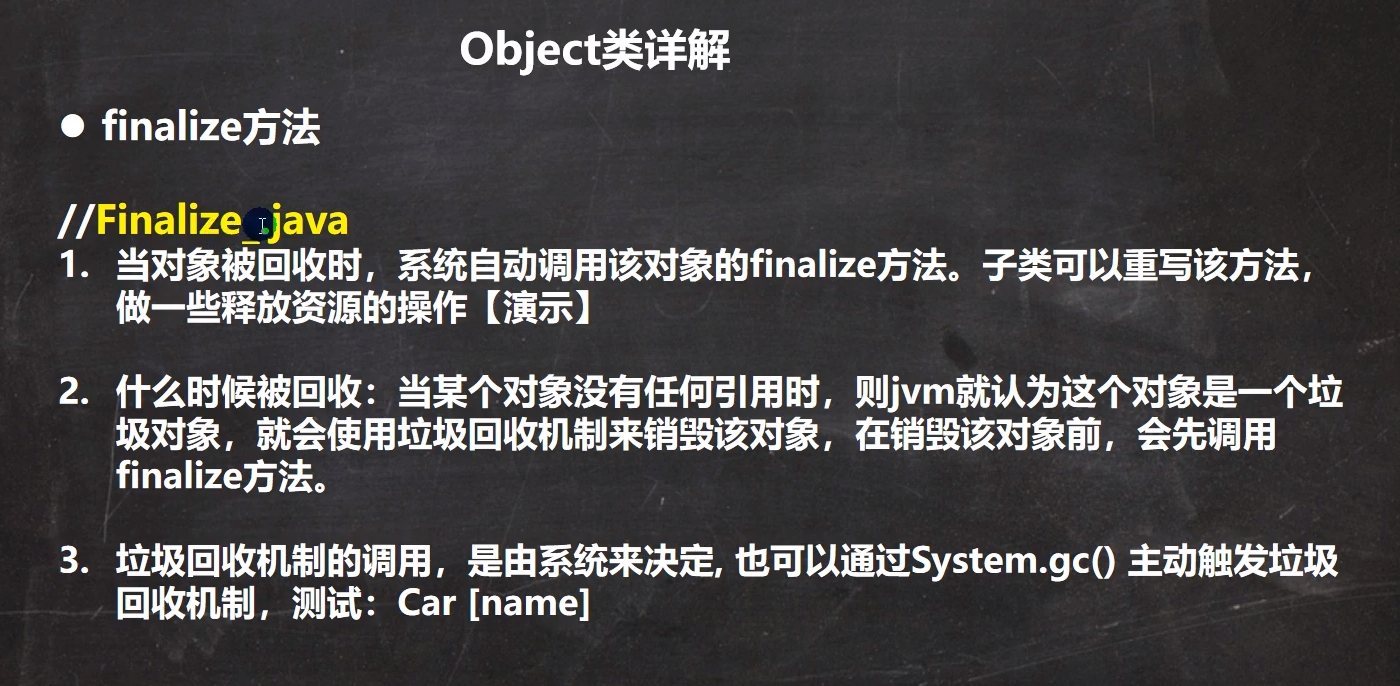 Object类详解
● finalize方法
//Finalize_.java
1. 当对象被回收时，系统自动调用该对象的finalize方法。子类可以重写该方法，
做一些释放资源的操作【演示】
2. 什么时候被回收：当某个对象没有任何引用时，则jvm就认为这个对象是一个垃
圾对象，就会使用垃圾回收机制来销毁该对象，在销毁该对象前，会先调用
finalize方法。
3. 垃圾回收机制的调用，是由系统来决定, 也可以通过System.gc() 主动触发垃圾
回收机制，测试：Car [name]